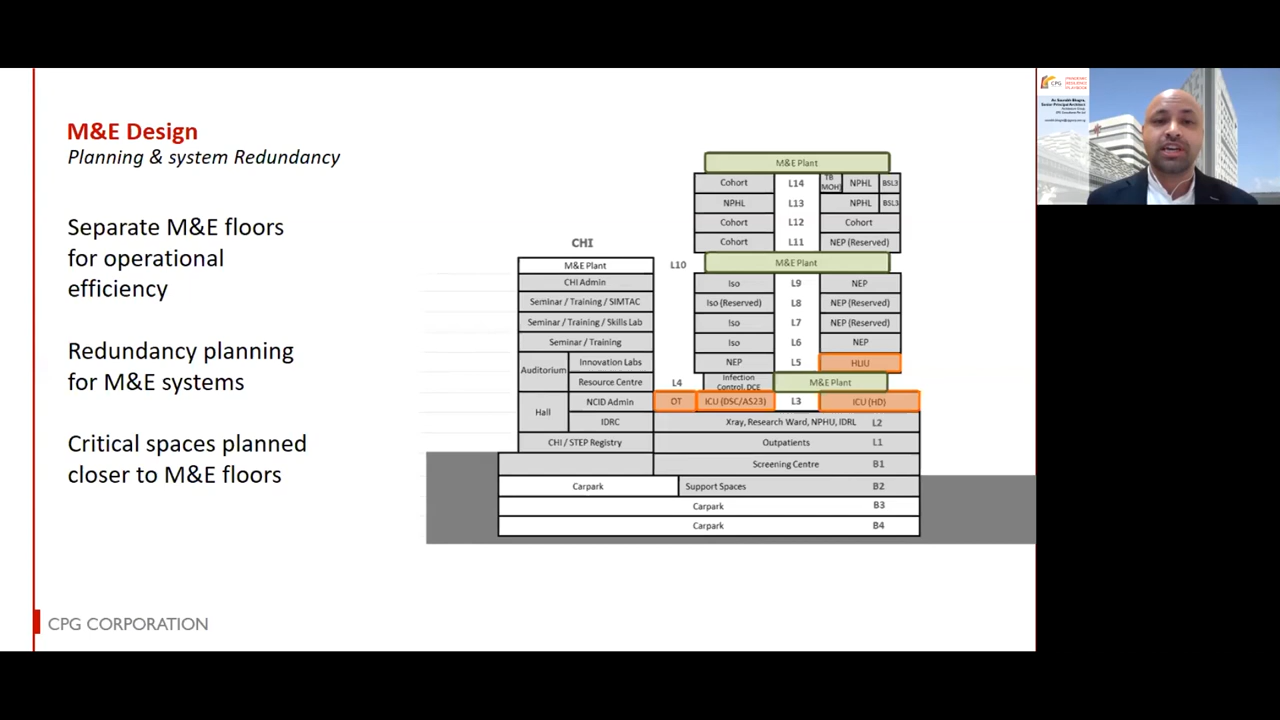 M&E Design
Planning & system Redundancy
Separate M&E floors
for operational
efficiency
Redundancy planning
for M&E systems
Critical spaces planned
closer to M&E floors
CHI
M&E Plant
CHI Admin
Seminar / Training / SIMTAC
Seminar / Training / Skills Lab
Seminar / Training
Auditorium
Innovation Labs
Resource Centre
Hall
NCID Admin
IDRC
CHI / STEP Registry
M&E Plant
Cohort L14 TB MOH NPHL BSL3
NPHL L13 NPHL BSL3
Cohort L12 Cohort
Cohort L11 NEP (Reserved)
L10 M&E Plant
Iso L9 NEP
Iso (Reserved) L8 NEP (Reserved)
Iso L7 NEP (Reserved)
Iso L6 NEP
NEP L5 HLIU
L4 Infection Control, DCE M&E Plant
OT ICU (DSC/AS23) L3 ICU (HD)
Xray, Research Ward, NPHU, IDRL L2
Outpatients L1
Screening Centre B1
Carpark Support Spaces B2
Carpark B3
Carpark B4
CPG CORPORATION
CPG